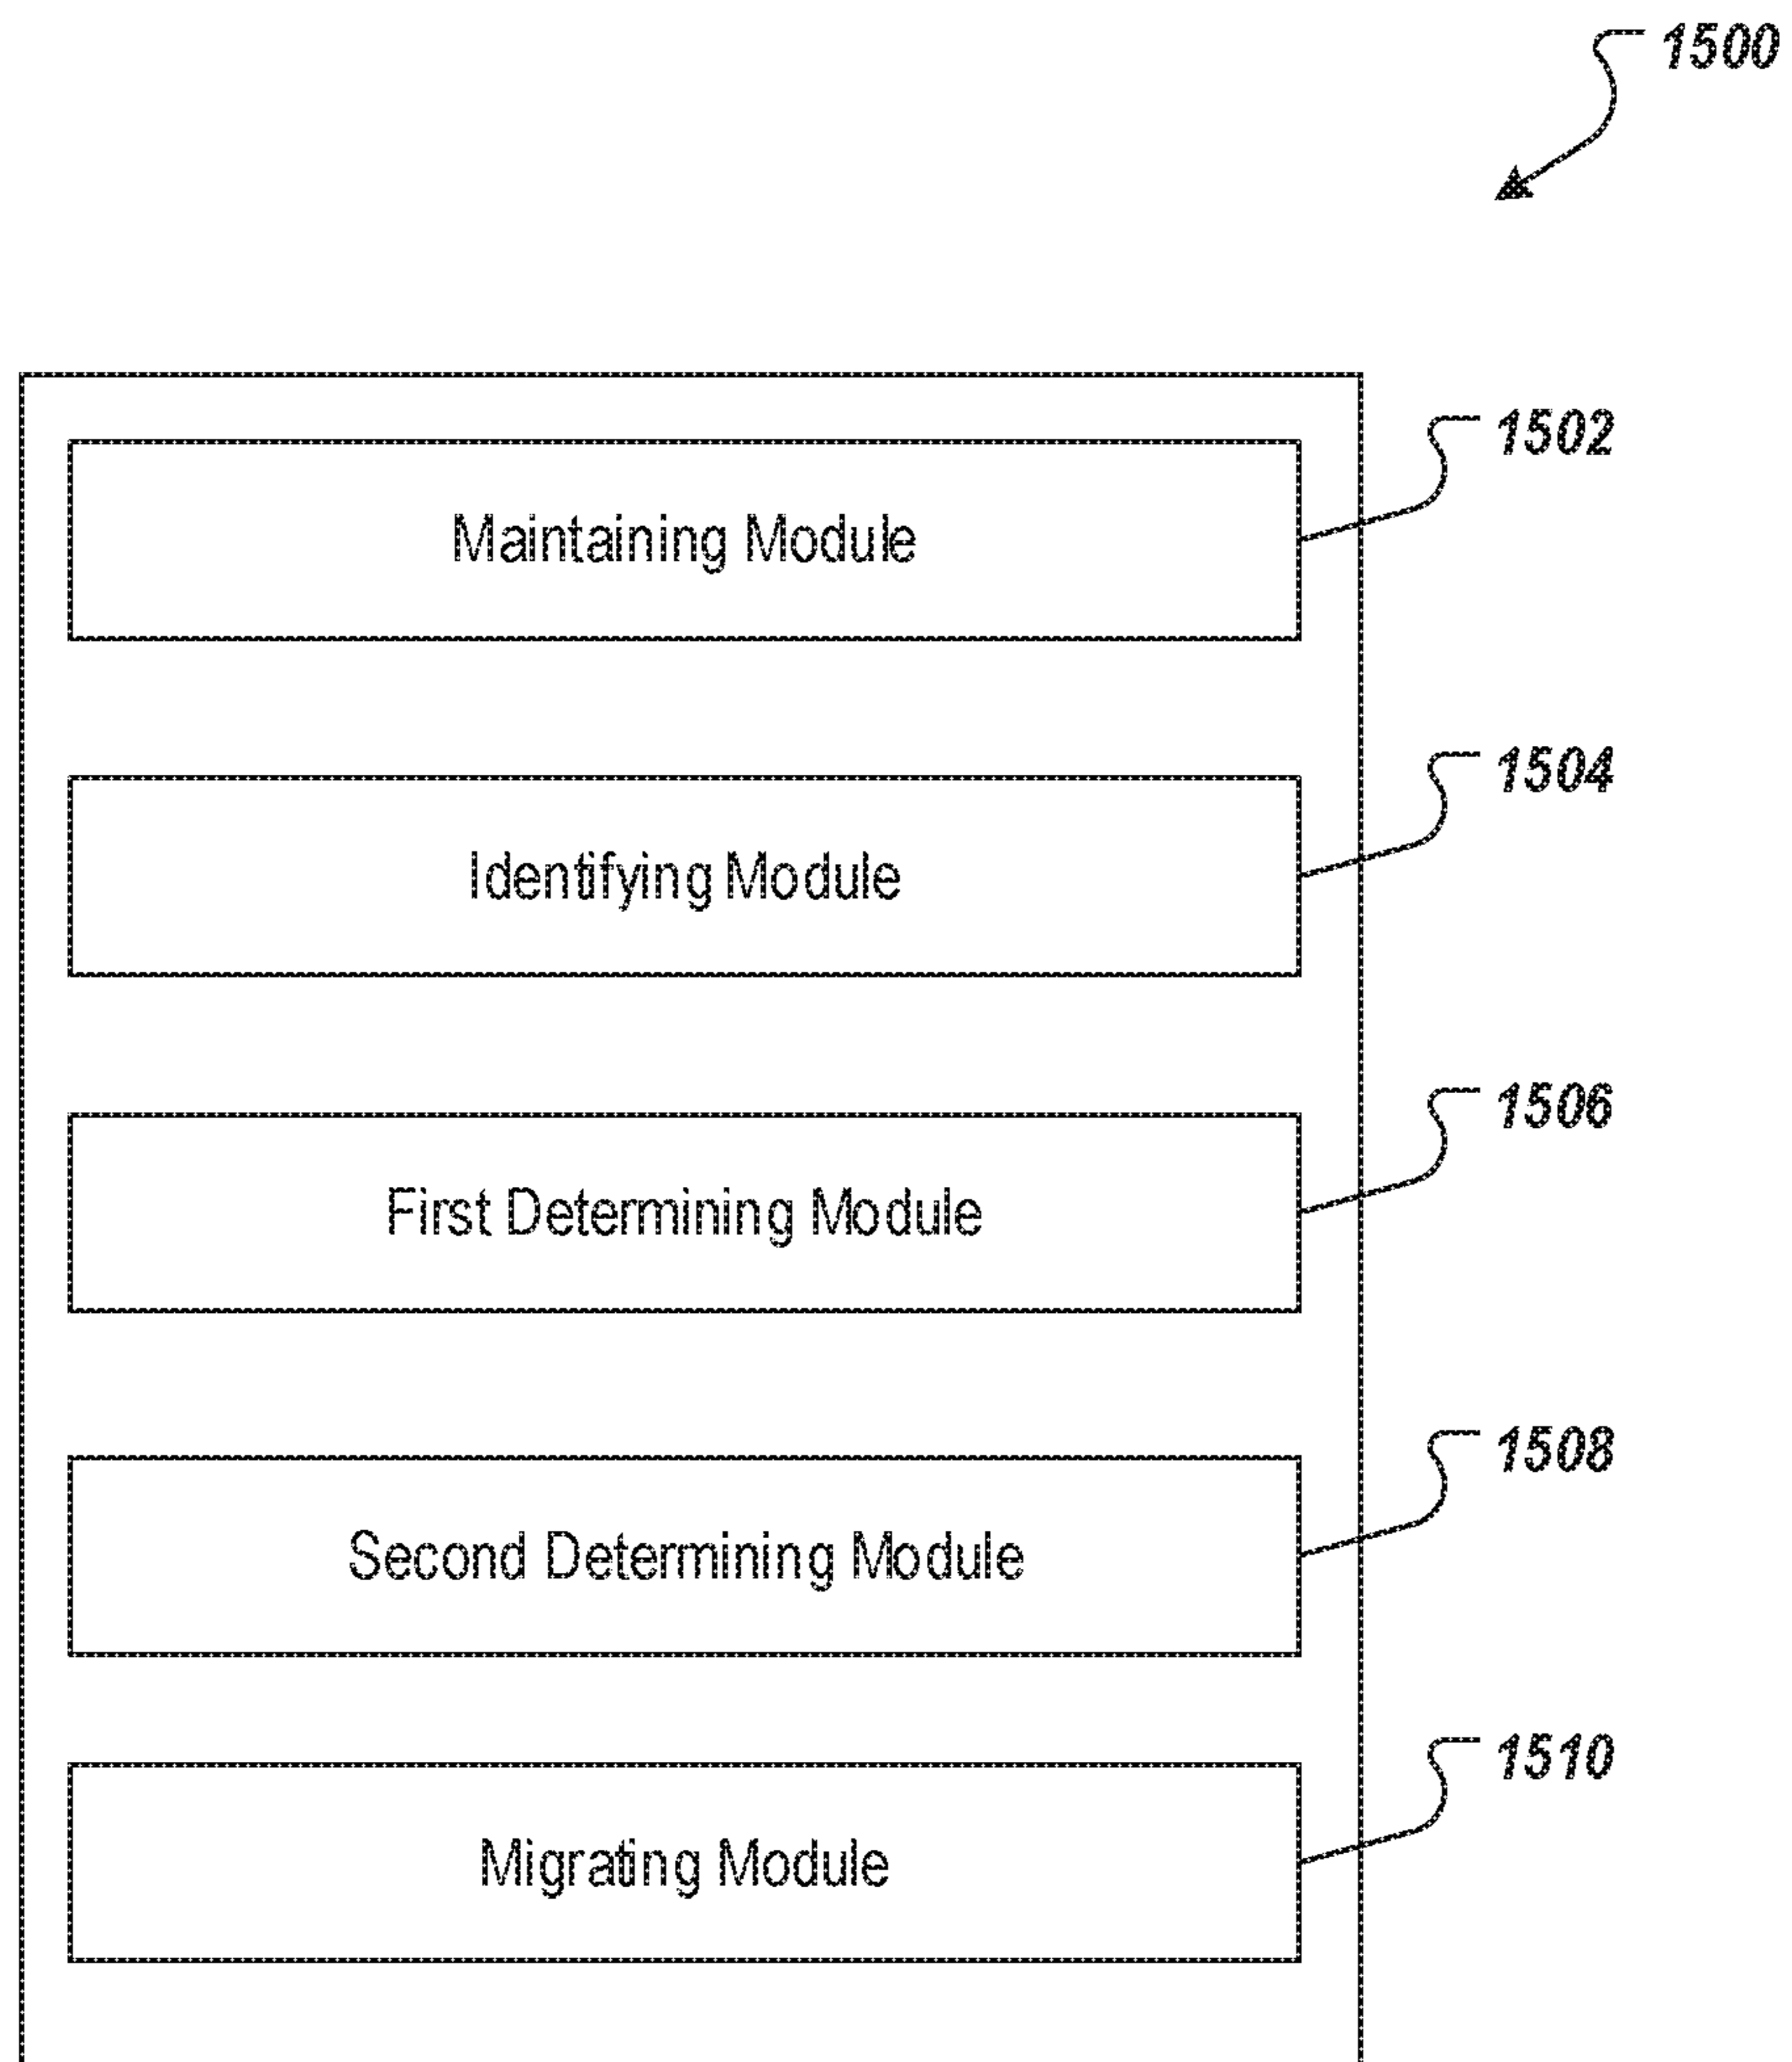 1500
1502
Maintaining Module
1504
Identifying Module
1506
First Determining Module
1508
Second Determining Module
1510
Migrating Module